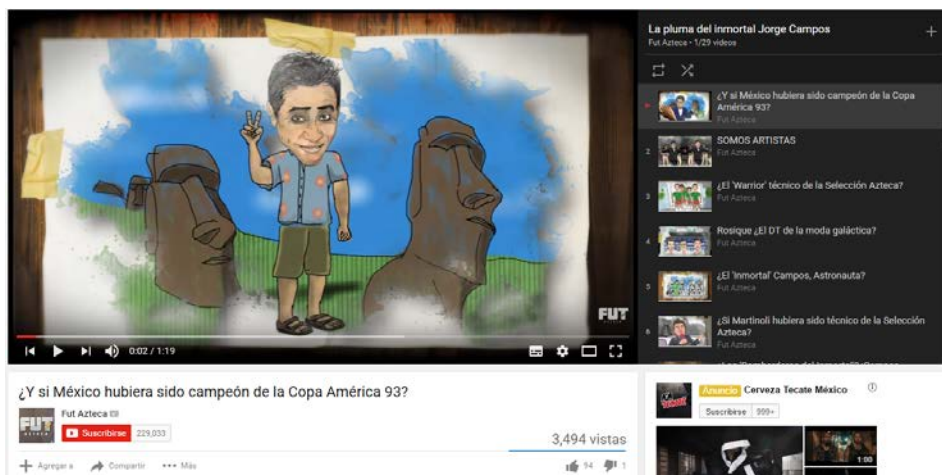 La pluma del inmortal Jorge Campos
Fut Azteca - 1/29 videos
¿Y si México hubiera sido campeón de la Copa
América 93?
Fut Azteca
2
SOMOS ARTISTAS
Fut Azteca
3
¿El 'Warrior' técnico de la Selección Azteca?
Fut Azteca
4
Rosique ¿El DT de la moda galáctica?
Fut Azteca
5
¿El 'Inmortal' Campos, Astronauta?
Fut Azteca
6
¿Si Martinoli hubiera sido técnico de la Selección
Azteca?
Fut Azteca
FUT
AZTECA
0:02 / 1:19
¿Y si México hubiera sido campeón de la Copa América 93?
FUT
AZTECA
Fut Azteca
Suscribirse 229,033
3,494 vistas
Agregar a Compartir Más
94 1
Anuncio Cerveza Tecate México
Suscribirse 999+
1:00